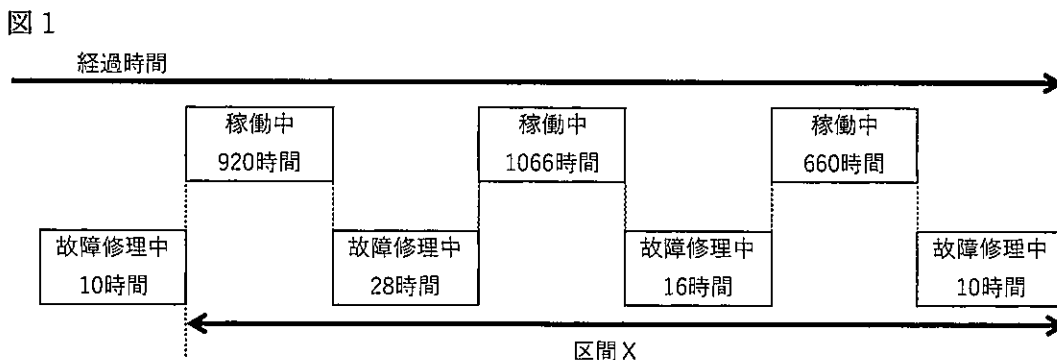 図1
経過時間
稼働中
920時間
稼働中
1066時間
稼働中
660時間
故障修理中
10時間
故障修理中
28時間
故障修理中
16時間
故障修理中
10時間
区間X